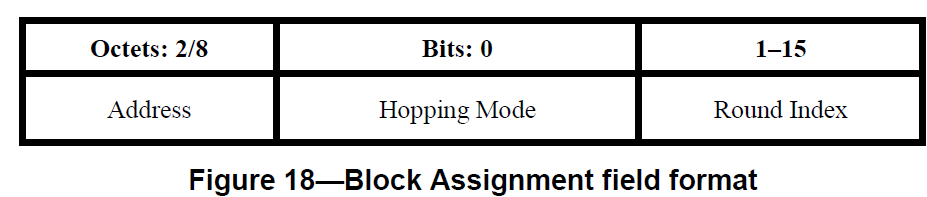 Octets: 2/8 Bits: 0 1–15
Address Hopping Mode Round Index
Figure 18—Block Assignment field format